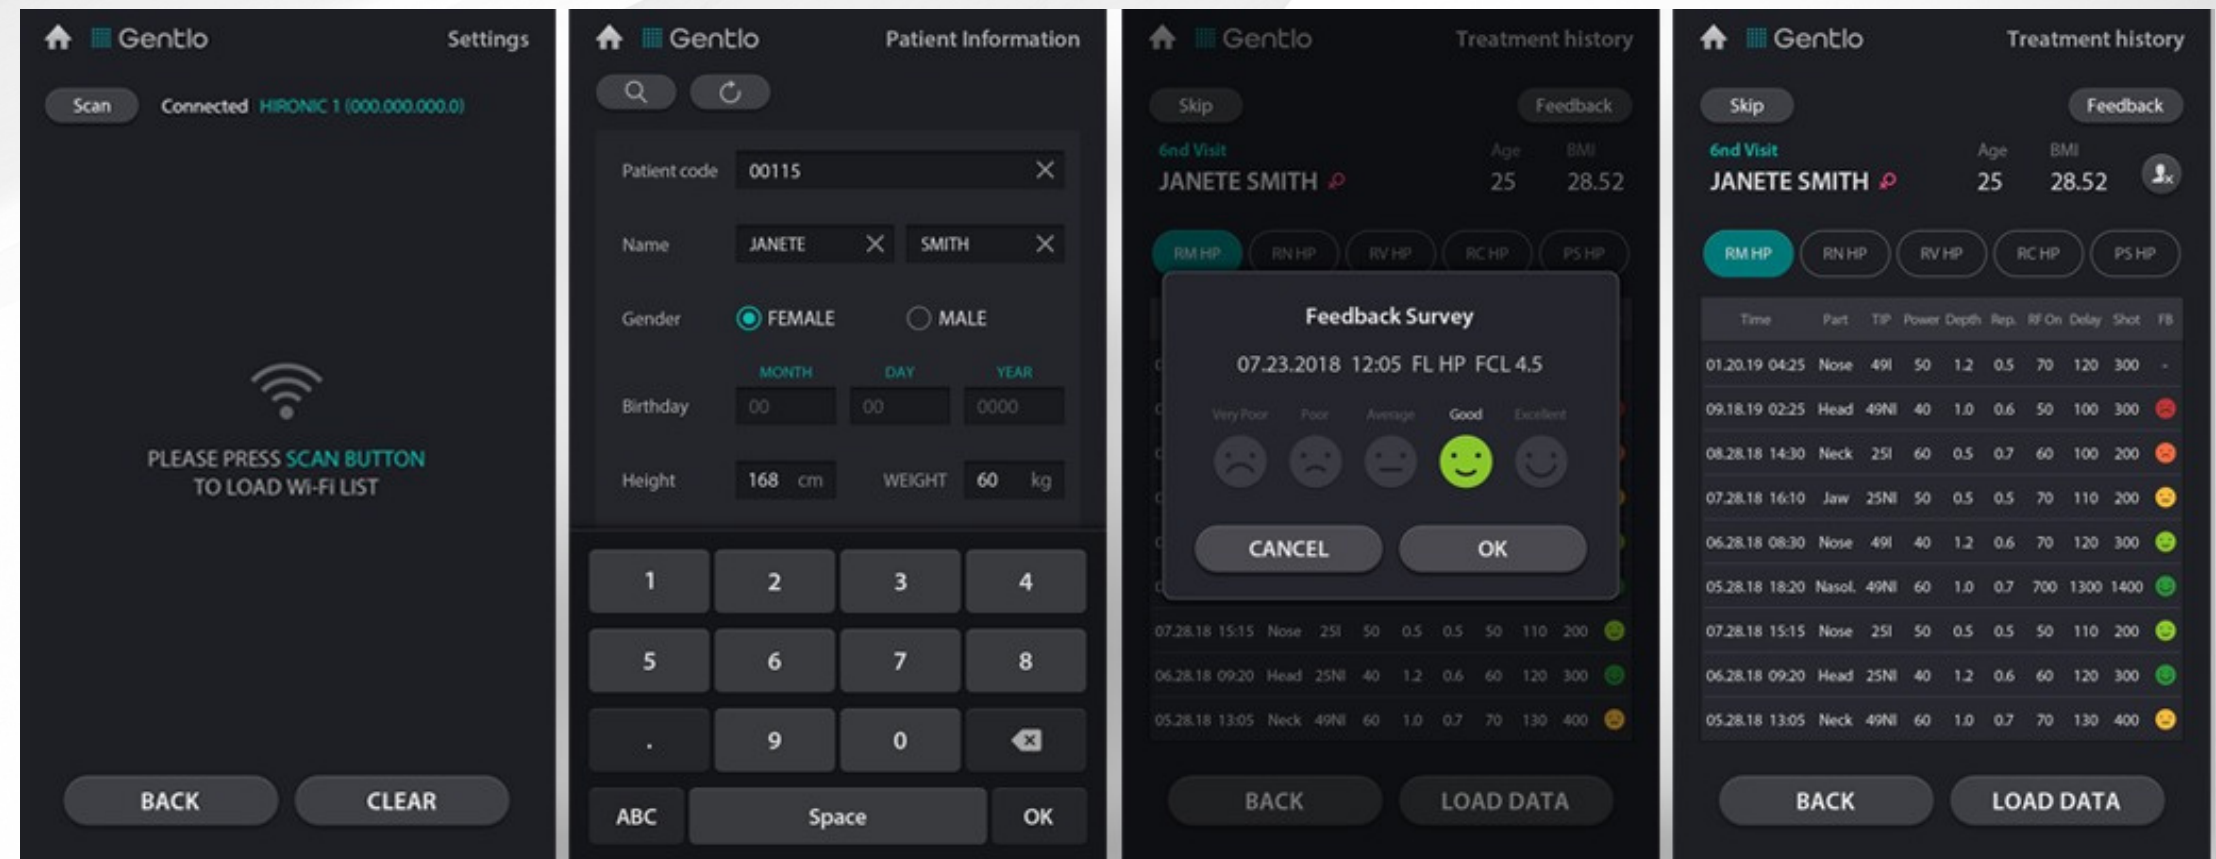 Gentlo Settings
Scan Connected HIRONIC 1 (000.000.000.0)
PLEASE PRESS SCAN BUTTON
TO LOAD Wi-Fi LIST
BACK CLEAR
Gentlo Patient Information
Patient code 00115
Name JANETE SMITH
Gender FEMALE MALE
MONTH DAY YEAR
Birthday 00 00 0000
Height 168 cm WEIGHT 60 kg
1 2 3 4
5 6 7 8
. 9 0
ABC Space OK
Gentlo Treatment history
Skip Feedback
6nd Visit Age BMI
JANETE SMITH 25 28.52
RM HP RN HP RV HP RC HP PS HP
Feedback Survey
07.23.2018 12:05 FL HP FCL 4.5
Very Poor Poor Average Good Excellent
CANCEL OK
07.28.18 15:15 Nose 25I 50 0.5 0.5 50 110 200
06.28.18 09:20 Head 25NI 40 1.2 0.6 60 120 300
05.28.18 13:05 Neck 49NI 60 1.0 0.7 70 130 400
BACK LOAD DATA
Gentlo Treatment history
Skip Feedback
6nd Visit Age BMI
JANETE SMITH 25 28.52
RM HP RN HP RV HP RC HP PS HP
Time Part TIP Power Depth Rep. RF On Delay Shot FB
01.20.19 04:25 Nose 49I 50 1.2 0.5 70 120 300 -
09.18.19 02:25 Head 49NI 40 1.0 0.6 50 100 300
08.28.18 14:30 Neck 25I 60 0.5 0.7 60 100 200
07.28.18 16:10 Jaw 25NI 50 0.5 0.5 70 110 200
06.28.18 08:30 Nose 49I 40 1.2 0.6 70 120 300
05.28.18 18:20 Nasol. 49NI 60 1.0 0.7 700 1300 1400
07.28.18 15:15 Nose 25I 50 0.5 0.5 50 110 200
06.28.18 09:20 Head 25NI 40 1.2 0.6 60 120 300
05.28.18 13:05 Neck 49NI 60 1.0 0.7 70 130 400
BACK LOAD DATA